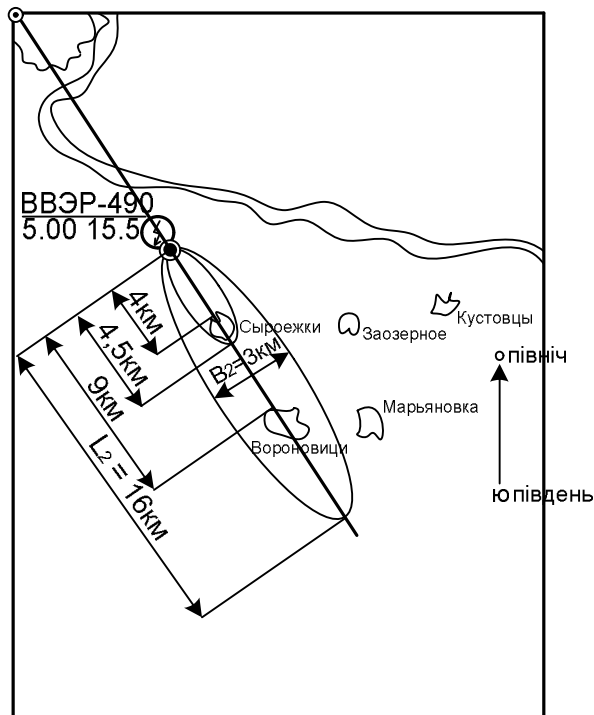 ВВЭР-490
5.00 15.5
4км
4,5км
9км
L2 = 16км
В2=3км
Сыроежки
Заозерное
Кустовцы
Марьяновка
Вороновици
північ
Ю південь